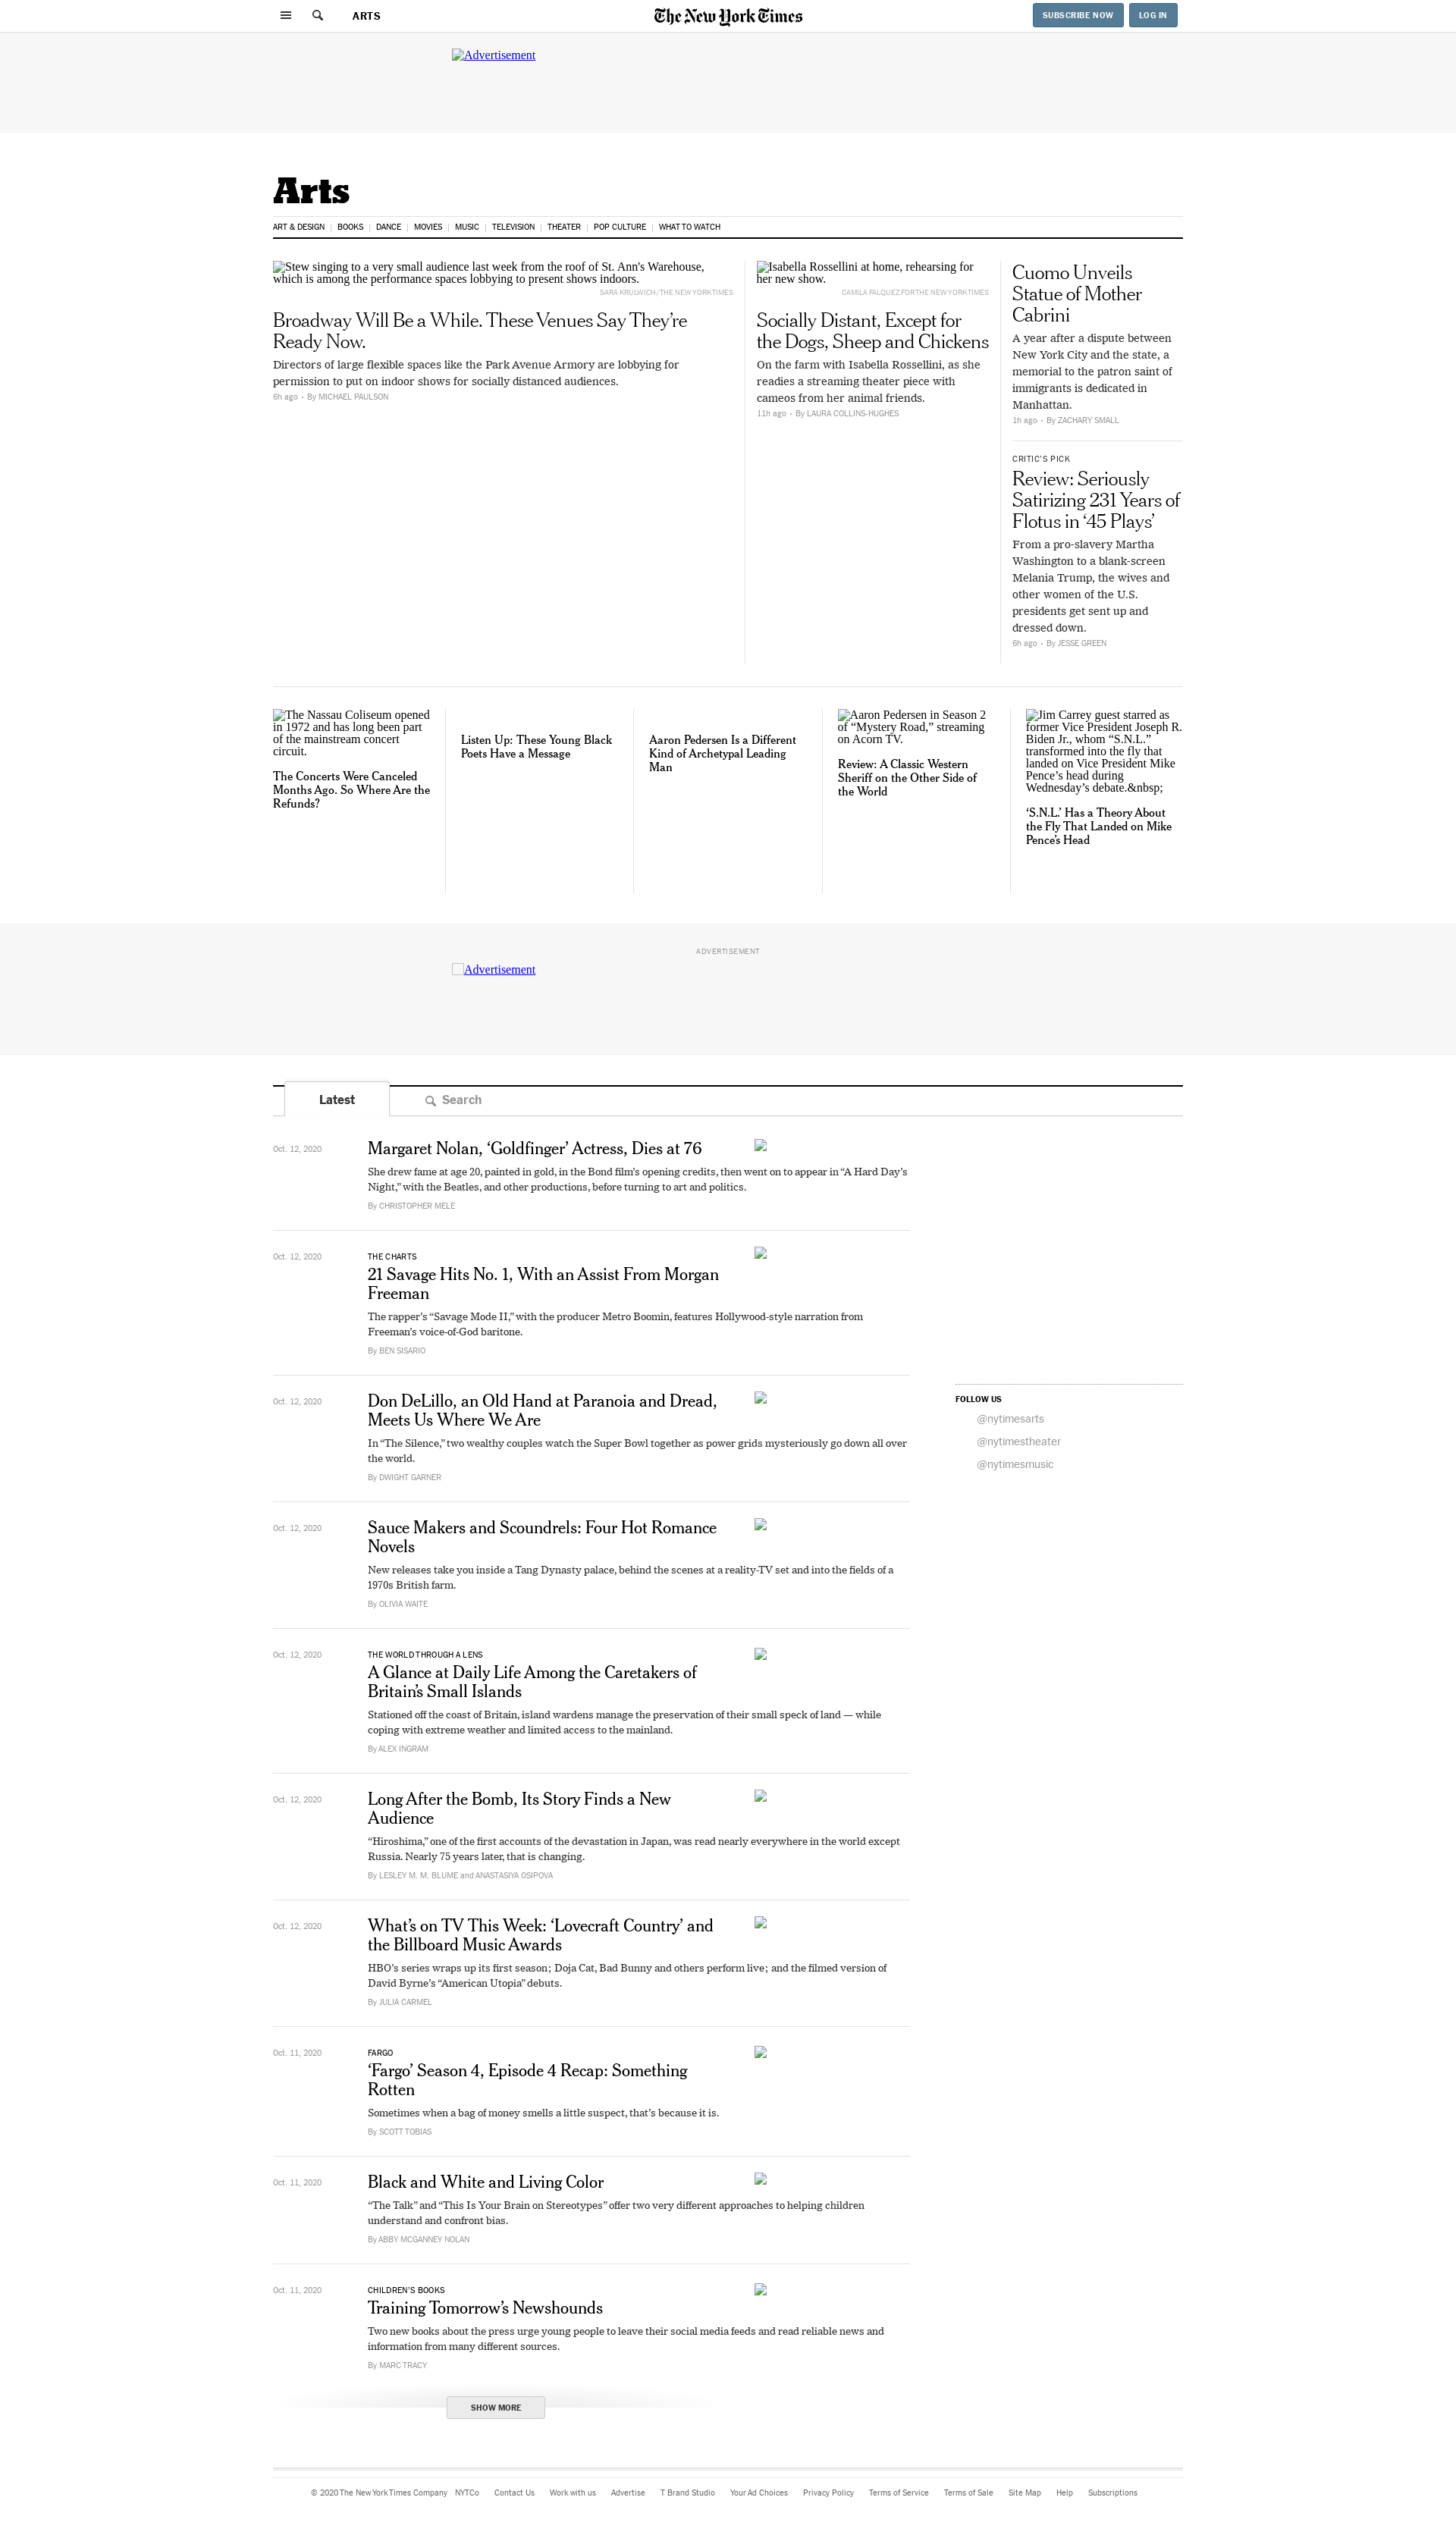 ARTS
The New York Times
SUBSCRIBE NOW
LOG IN
Advertisement
Arts
ART & DESIGN
BOOKS
DANCE
MOVIES
MUSIC
TELEVISION
THEATER
POP CULTURE
WHAT TO WATCH
Stew singing to a very small audience last week from the roof of St. Ann's Warehouse,
which is among the performance spaces lobbying to present shows indoors.
SARA KRULWICH/THE NEW YORK TIMES
Broadway Will Be a While. These Venues Say They’re
Ready Now.
Directors of large flexible spaces like the Park Avenue Armory are lobbying for
permission to put on indoor shows for socially distanced audiences.
6h ago • By MICHAEL PAULSON
Isabella Rossellini at home, rehearsing for
her new show.
CAMILA FALQUEZ FOR THE NEW YORK TIMES
Socially Distant, Except for
the Dogs, Sheep and Chickens
On the farm with Isabella Rossellini, as she
readies a streaming theater piece with
cameos from her animal friends.
11h ago • By LAURA COLLINS-HUGHES
Cuomo Unveils
Statue of Mother
Cabrini
A year after a dispute between
New York City and the state, a
memorial to the patron saint of
immigrants is dedicated in
Manhattan.
1h ago • By ZACHARY SMALL
CRITIC’S PICK
Review: Seriously
Satirizing 231 Years of
Flotus in ‘45 Plays’
From a pro-slavery Martha
Washington to a blank-screen
Melania Trump, the wives and
other women of the U.S.
presidents get sent up and
dressed down.
6h ago • By JESSE GREEN
The Nassau Coliseum opened
in 1972 and has long been part
of the mainstream concert
circuit.
The Concerts Were Canceled
Months Ago. So Where Are the
Refunds?
Listen Up: These Young Black
Poets Have a Message
Aaron Pedersen Is a Different
Kind of Archetypal Leading
Man
Aaron Pedersen in Season 2
of “Mystery Road,” streaming
on Acorn TV.
Review: A Classic Western
Sheriff on the Other Side of
the World
Jim Carrey guest starred as
former Vice President Joseph R.
Biden Jr., whom “S.N.L.”
transformed into the fly that
landed on Vice President Mike
Pence’s head during
Wednesday’s debate.&nbsp;
‘S.N.L.’ Has a Theory About
the Fly That Landed on Mike
Pence’s Head
ADVERTISEMENT
Advertisement
Latest
Search
Oct. 12, 2020
Margaret Nolan, ‘Goldfinger’ Actress, Dies at 76
She drew fame at age 20, painted in gold, in the Bond film’s opening credits, then went on to appear in “A Hard Day’s
Night,” with the Beatles, and other productions, before turning to art and politics.
By CHRISTOPHER MELE
Oct. 12, 2020
THE CHARTS
21 Savage Hits No. 1, With an Assist From Morgan
Freeman
The rapper’s “Savage Mode II,” with the producer Metro Boomin, features Hollywood-style narration from
Freeman’s voice-of-God baritone.
By BEN SISARIO
Oct. 12, 2020
Don DeLillo, an Old Hand at Paranoia and Dread,
Meets Us Where We Are
In “The Silence,” two wealthy couples watch the Super Bowl together as power grids mysteriously go down all over
the world.
By DWIGHT GARNER
FOLLOW US
@nytimesarts
@nytimestheater
@nytimesmusic
Oct. 12, 2020
Sauce Makers and Scoundrels: Four Hot Romance
Novels
New releases take you inside a Tang Dynasty palace, behind the scenes at a reality-TV set and into the fields of a
1970s British farm.
By OLIVIA WAITE
Oct. 12, 2020
THE WORLD THROUGH A LENS
A Glance at Daily Life Among the Caretakers of
Britain’s Small Islands
Stationed off the coast of Britain, island wardens manage the preservation of their small speck of land — while
coping with extreme weather and limited access to the mainland.
By ALEX INGRAM
Oct. 12, 2020
Long After the Bomb, Its Story Finds a New
Audience
“Hiroshima,” one of the first accounts of the devastation in Japan, was read nearly everywhere in the world except
Russia. Nearly 75 years later, that is changing.
By LESLEY M. M. BLUME and ANASTASIYA OSIPOVA
Oct. 12, 2020
What’s on TV This Week: ‘Lovecraft Country’ and
the Billboard Music Awards
HBO’s series wraps up its first season; Doja Cat, Bad Bunny and others perform live; and the filmed version of
David Byrne’s “American Utopia” debuts.
By JULIA CARMEL
Oct. 11, 2020
FARGO
‘Fargo’ Season 4, Episode 4 Recap: Something
Rotten
Sometimes when a bag of money smells a little suspect, that’s because it is.
By SCOTT TOBIAS
Oct. 11, 2020
Black and White and Living Color
“The Talk” and “This Is Your Brain on Stereotypes” offer two very different approaches to helping children
understand and confront bias.
By ABBY MCGANNEY NOLAN
Oct. 11, 2020
CHILDREN’S BOOKS
Training Tomorrow’s Newshounds
Two new books about the press urge young people to leave their social media feeds and read reliable news and
information from many different sources.
By MARC TRACY
SHOW MORE
© 2020 The New York Times Company
NYTCo
Contact Us
Work with us
Advertise
T Brand Studio
Your Ad Choices
Privacy Policy
Terms of Service
Terms of Sale
Site Map
Help
Subscriptions